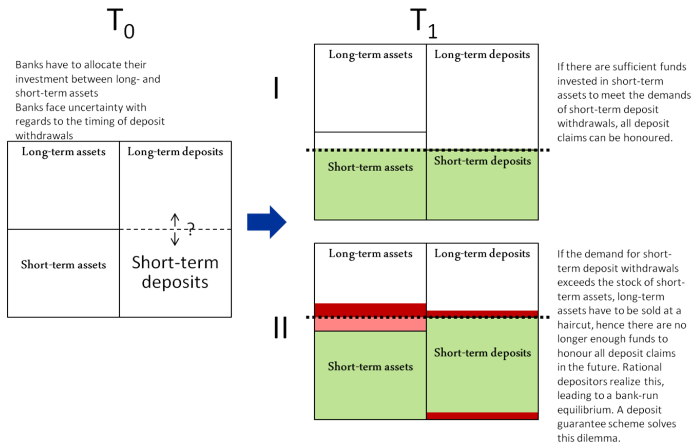 T0
T1
Banks have to allocate their
investment between long- and
short-term assets
Banks face uncertainty with
regards to the timing of deposit
withdrawals
Long-term assets
Long-term deposits
?
Short-term assets
Short-term
deposits
I
Long-term assets
Long-term deposits
Short-term assets
Short-term deposits
If there are sufficient funds
invested in short-term
assets to meet the demands
of short-term deposit
withdrawals, all deposit
claims can be honoured.
II
Long-term assets
Long-term deposits
Short-term assets
Short-term deposits
If the demand for short-
term deposit withdrawals
exceeds the stock of short-
term assets, long-term
assets have to be sold at a
haircut, hence there are no
longer enough funds to
honour all deposit claims
in the future. Rational
depositors realize this,
leading to a bank-run
equilibrium. A deposit
guarantee scheme solves
this dilemma.